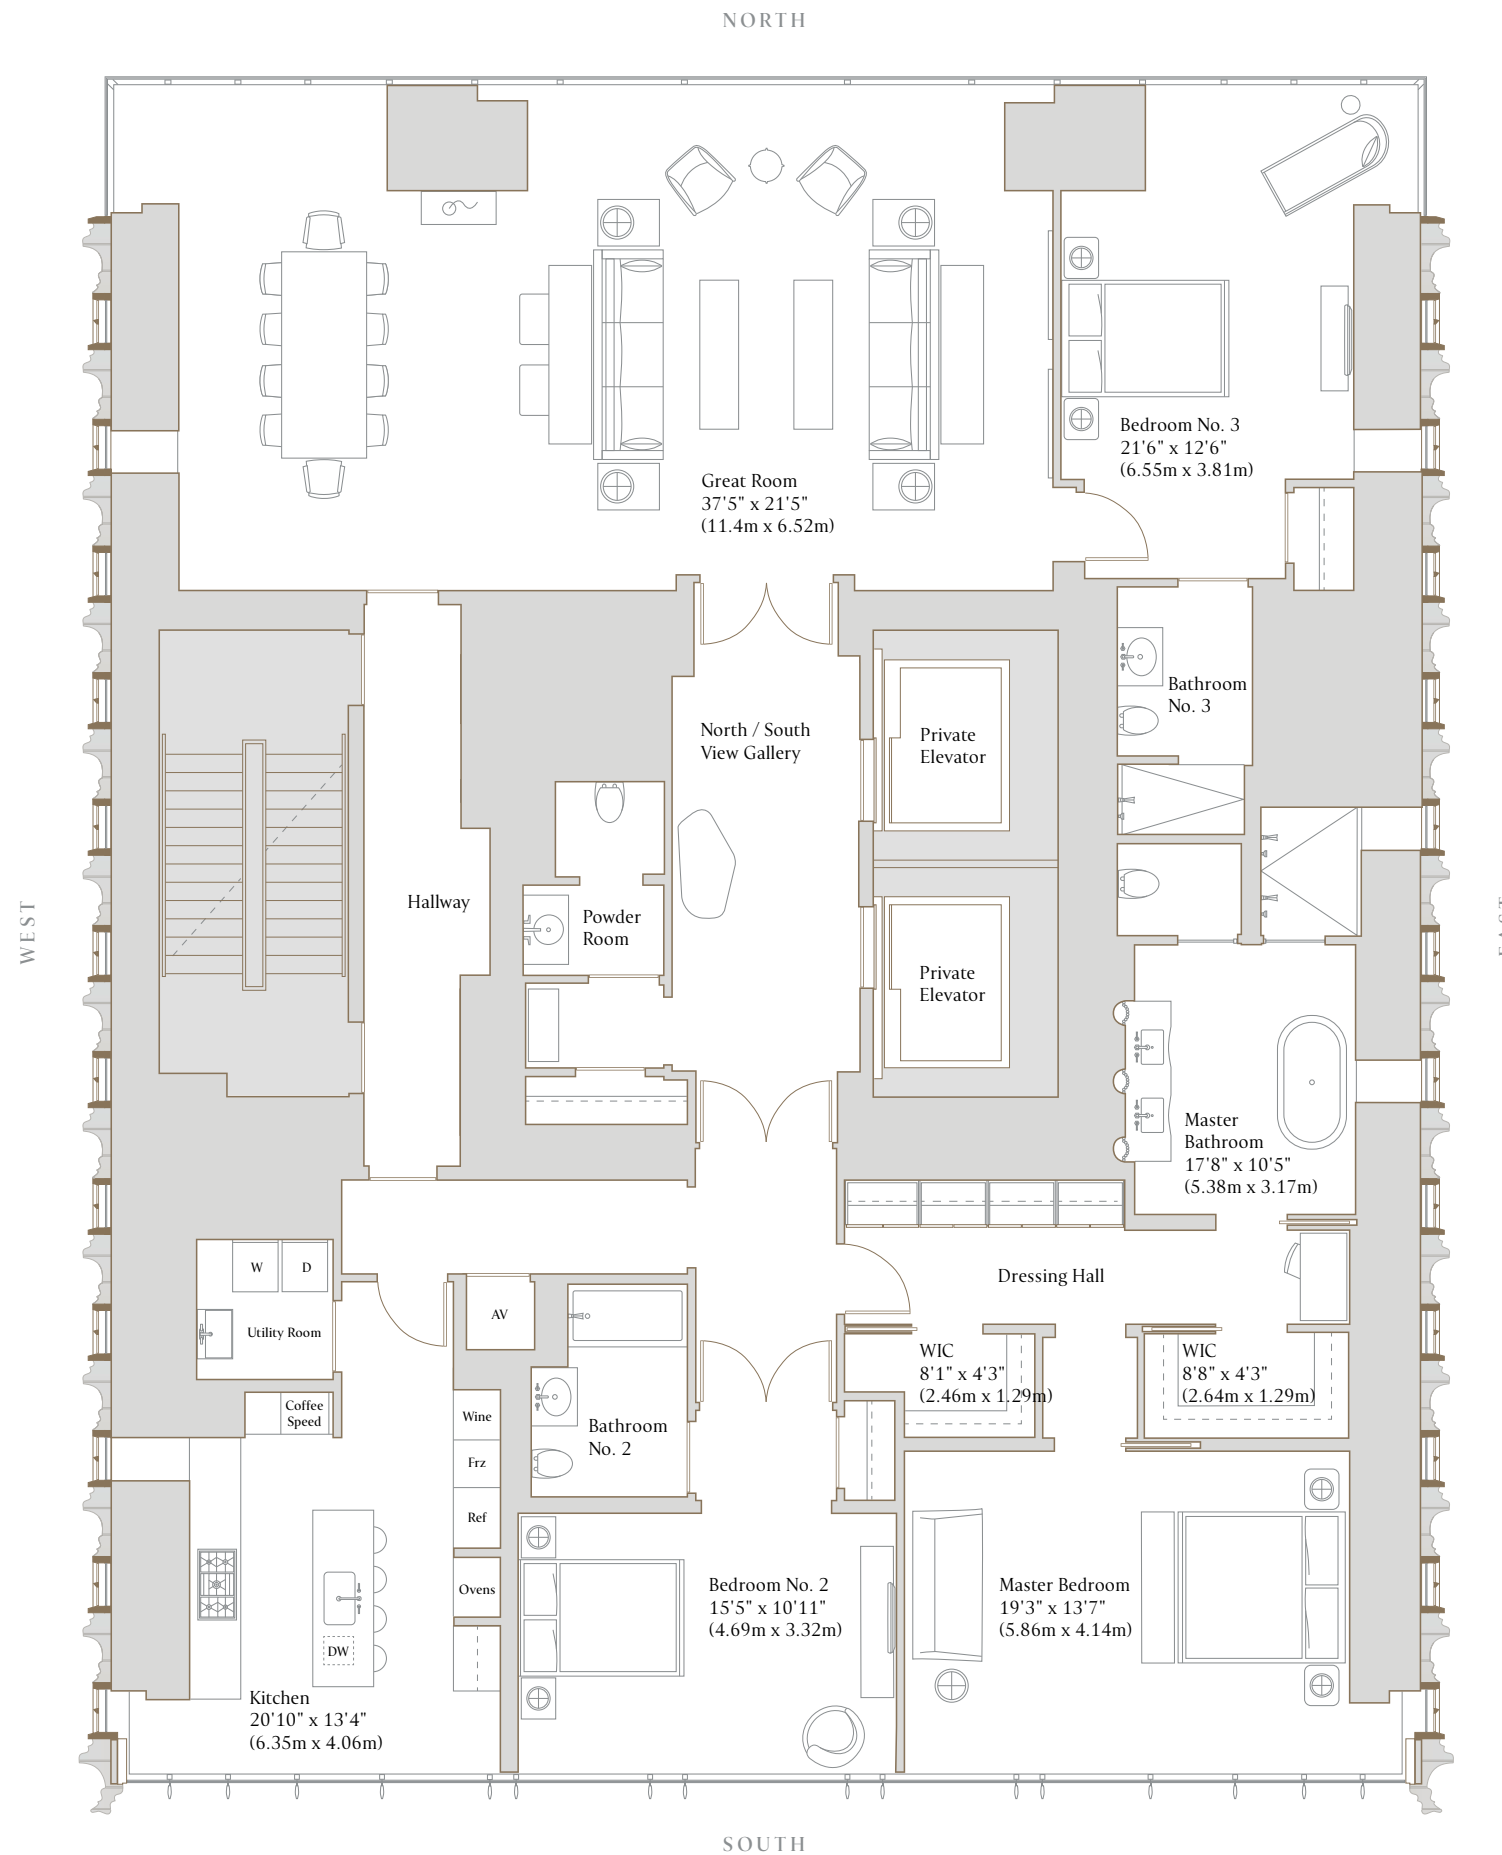 NORTH
Bedroom No. 3
21'6" x 12'6"
(6.55m x 3.81m)
Great Room
37'5" x 21'5"
(11.4m x 6.52m)
Bathroom
No. 3
North / South
View Gallery
Private
Elevator
Hallway
Powder
Room
WEST
EAST
Private
Elevator
Master
Bathroom
17'8" x 10'5"
(5.38m x 3.17m)
W
D
Dressing Hall
AV
Utility Room
WIC
8'1" x 4'3"
(2.46m x 1.29m)
WIC
8'8" x 4'3"
(2.64m x 1.29m)
Coffee
Speed
Wine
Bathroom
No. 2
Frz
Ref
Ovens
Bedroom No. 2
15'5" x 10'11"
(4.69m x 3.32m)
Master Bedroom
19'3" x 13'7"
(5.86m x 4.14m)
DW
Kitchen
20'10" x 13'4"
(6.35m x 4.06m)
SOUTH